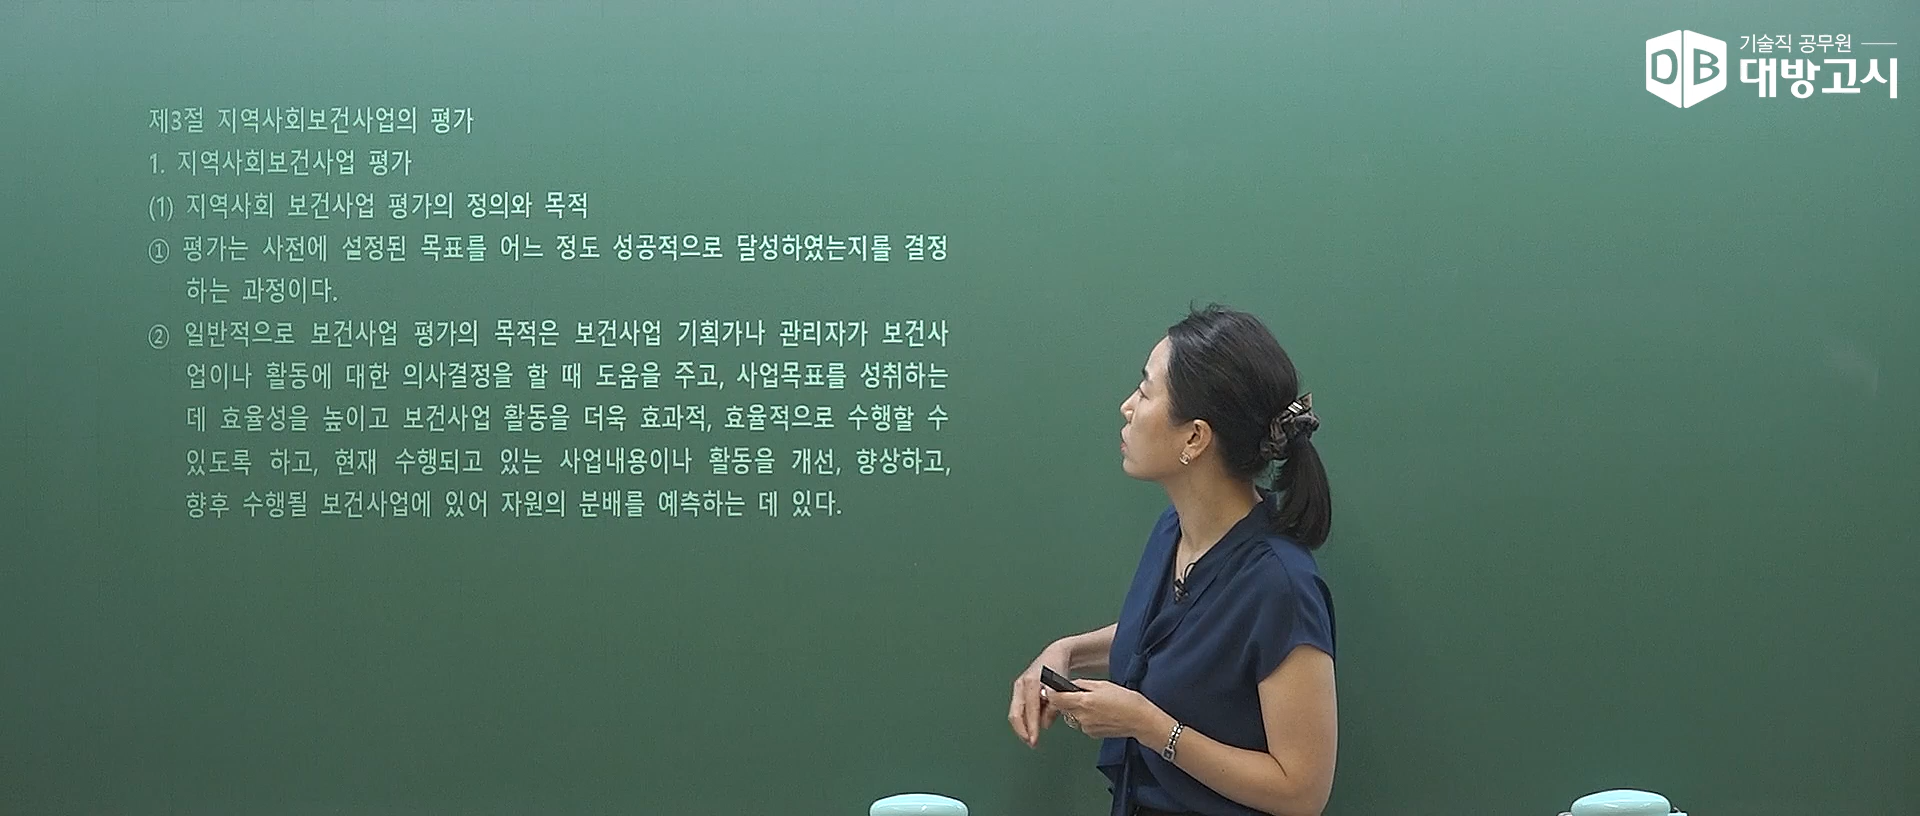 기술직 공무원
DB 대방고시
제3절 지역사회보건사업의 평가
1. 지역사회보건사업 평가
(1) 지역사회 보건사업 평가의 정의와 목적
① 평가는 사전에 설정된 목표를 어느 정도 성공적으로 달성하였는지를 결정
하는 과정이다.
② 일반적으로 보건사업 평가의 목적은 보건사업 기획가나 관리자가 보건사
업이나 활동에 대한 의사결정을 할 때 도움을 주고, 사업목표를 성취하는
데 효율성을 높이고 보건사업 활동을 더욱 효과적, 효율적으로 수행할 수
있도록 하고, 현재 수행되고 있는 사업내용이나 활동을 개선, 향상하고,
향후 수행될 보건사업에 있어 자원의 분배를 예측하는 데 있다.